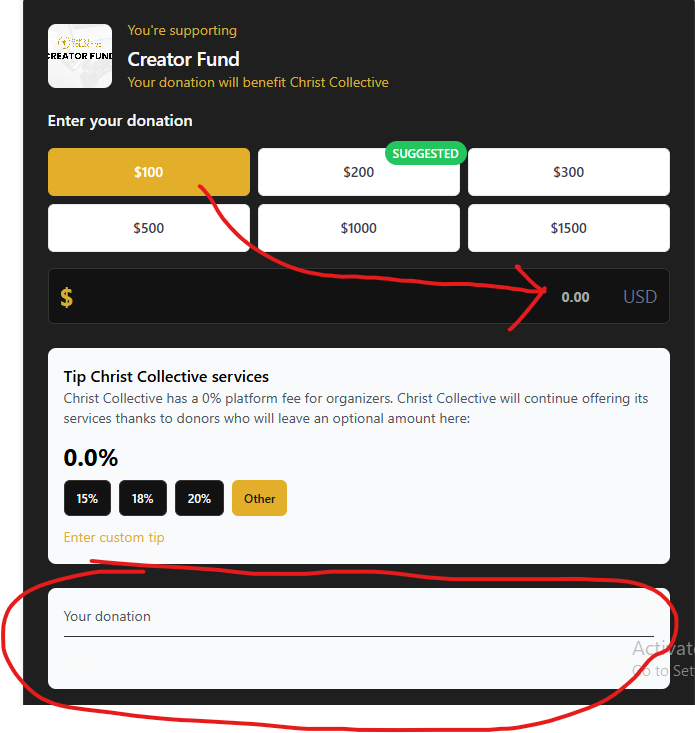 You're supporting
CREATOR FUND
Creator Fund
Your donation will benefit Christ Collective
Enter your donation
$100
$200
SUGGESTED
$300
$500
$1000
$1500
$ 0.00 USD
Tip Christ Collective services
Christ Collective has a 0% platform fee for organizers. Christ Collective will continue offering its
services thanks to donors who will leave an optional amount here:
0.0%
15% 18% 20% Other
Enter custom tip
Your donation
Activate
Go to Set